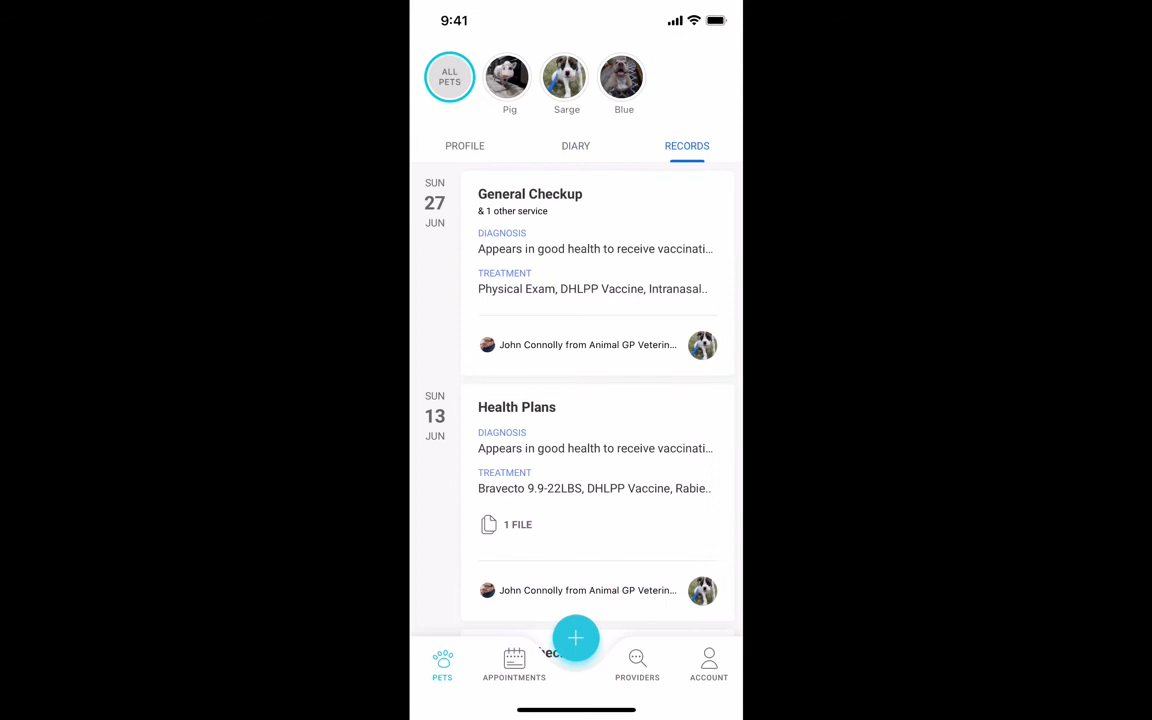 9:41
ALL
PETS
Pig
Sarge
Blue
PROFILE
DIARY
RECORDS
SUN
27
JUN
General Checkup
& 1 other service
DIAGNOSIS
Appears in good health to receive vaccinati...
TREATMENT
Physical Exam, DHLPP Vaccine, Intranasal..
John Connolly from Animal GP Veterin...
SUN
13
JUN
Health Plans
DIAGNOSIS
Appears in good health to receive vaccinati...
TREATMENT
Bravecto 9.9-22LBS, DHLPP Vaccine, Rabie..
1 FILE
John Connolly from Animal GP Veterin...
PETS
APPOINTMENTS
PROVIDERS
ACCOUNT